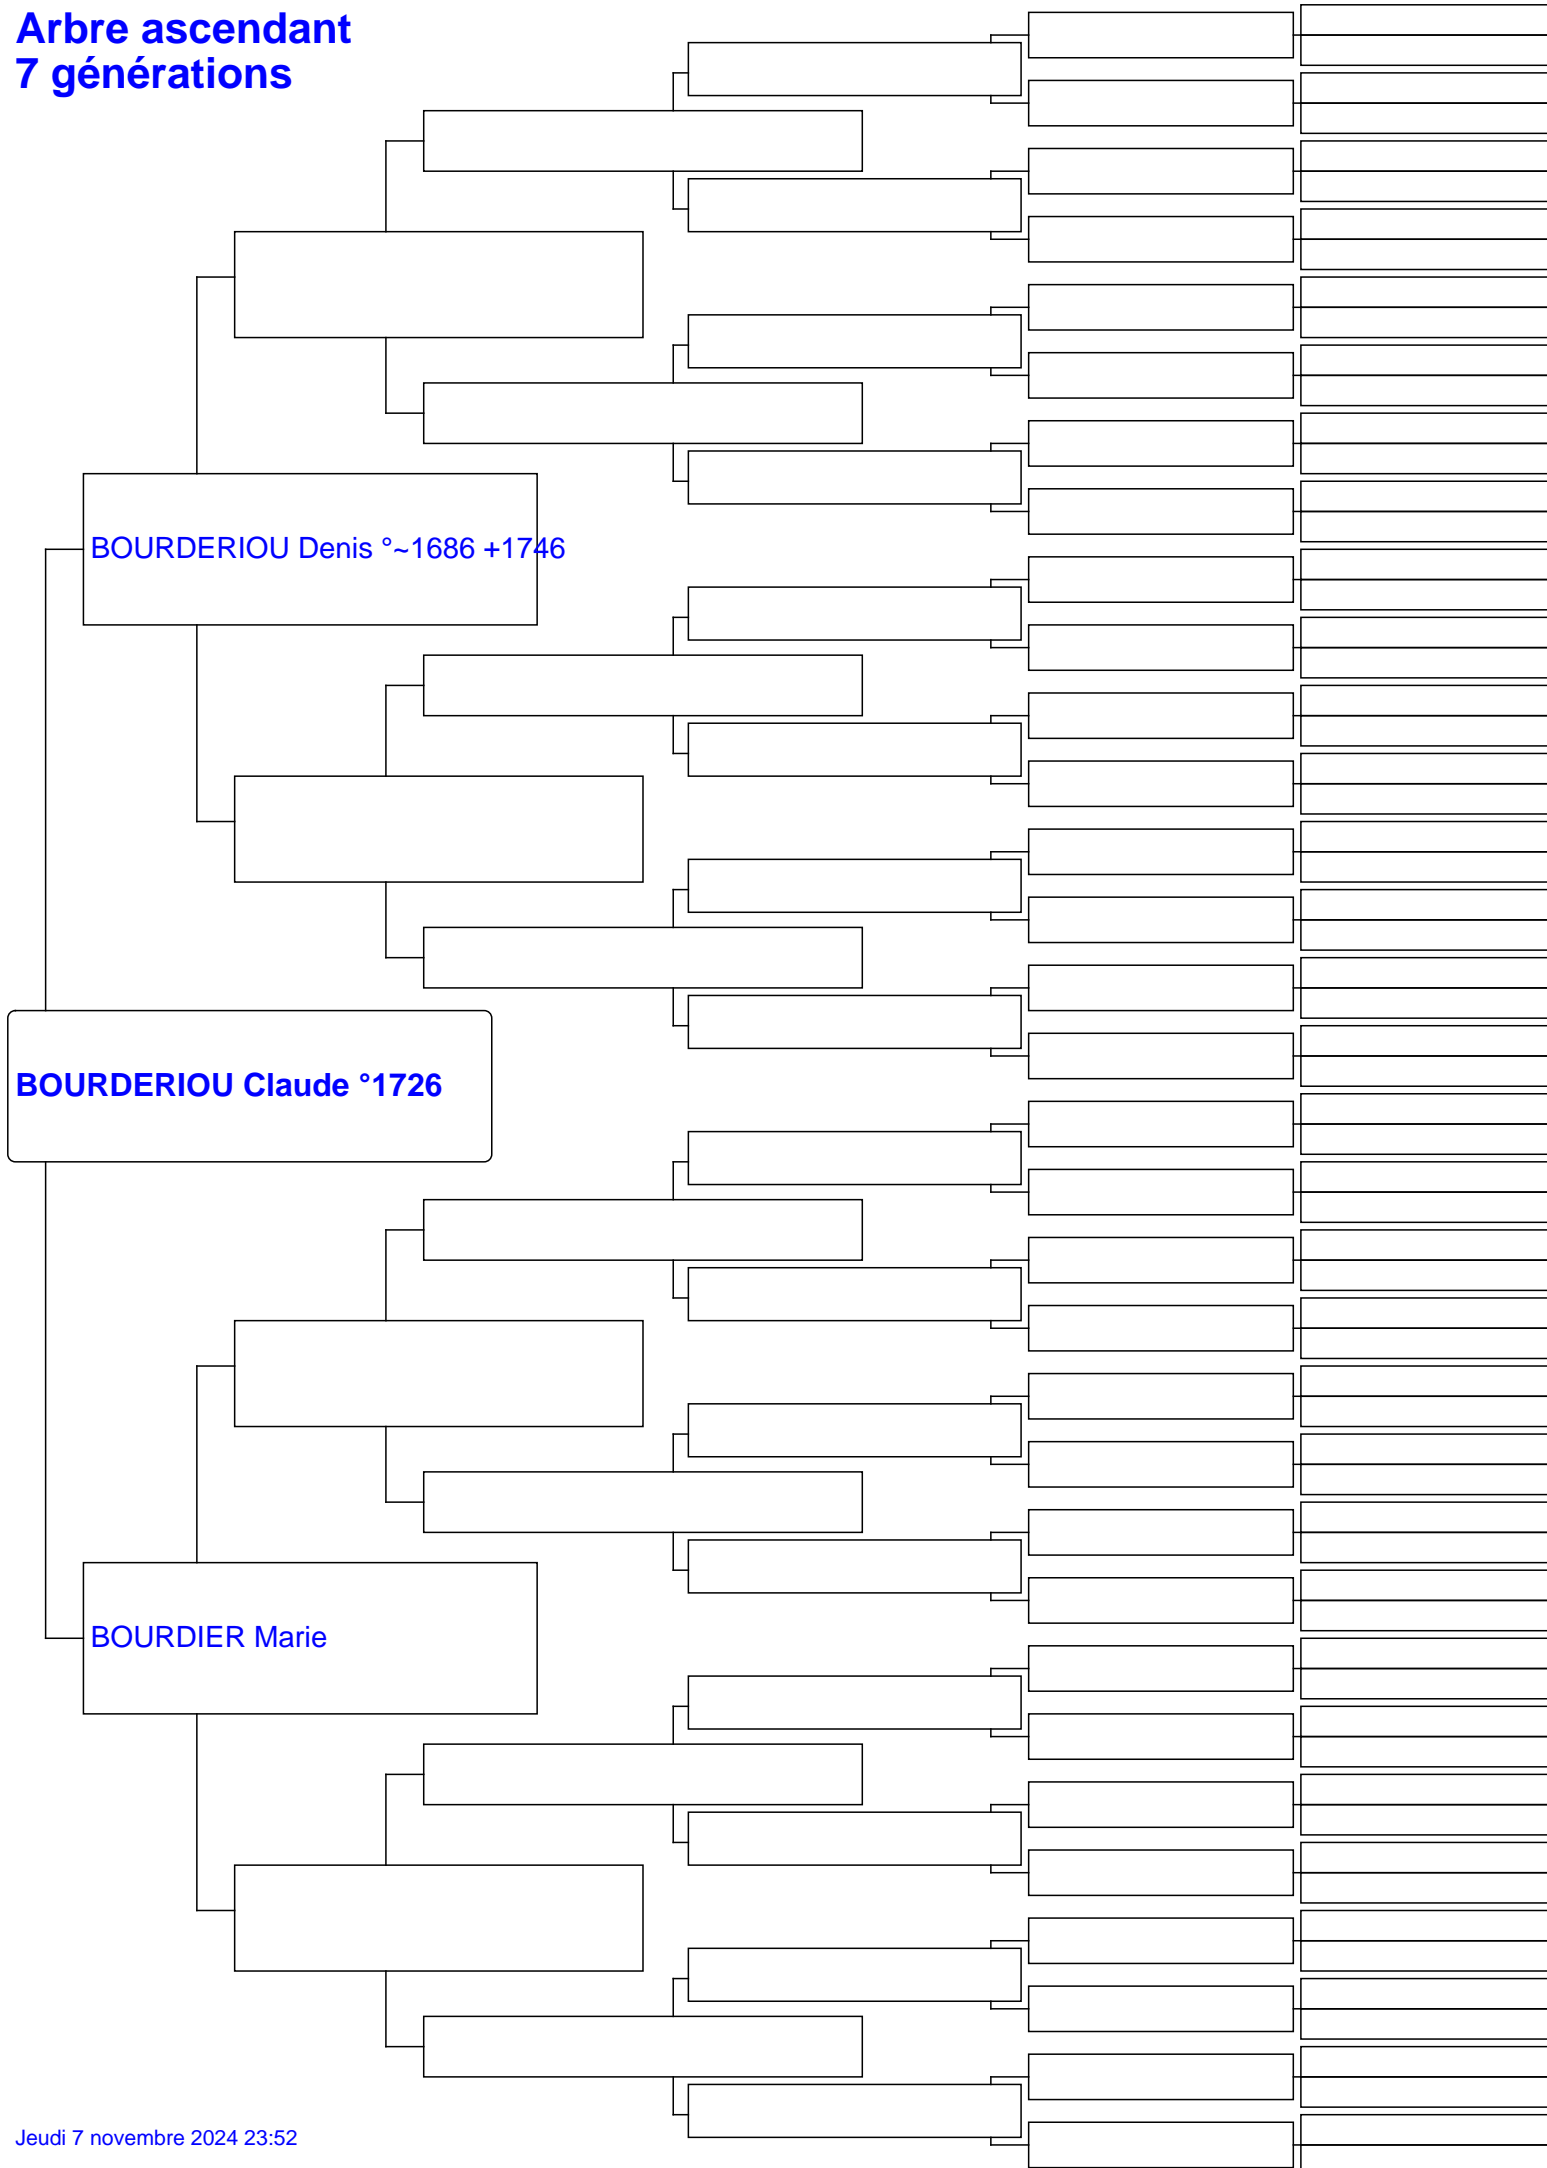 Arbre ascendant
7 générations
BOURDERIOU Denis °~1686 +1746
BOURDERIOU Claude °1726
BOURDIER Marie
Jeudi 7 novembre 2024 23:52